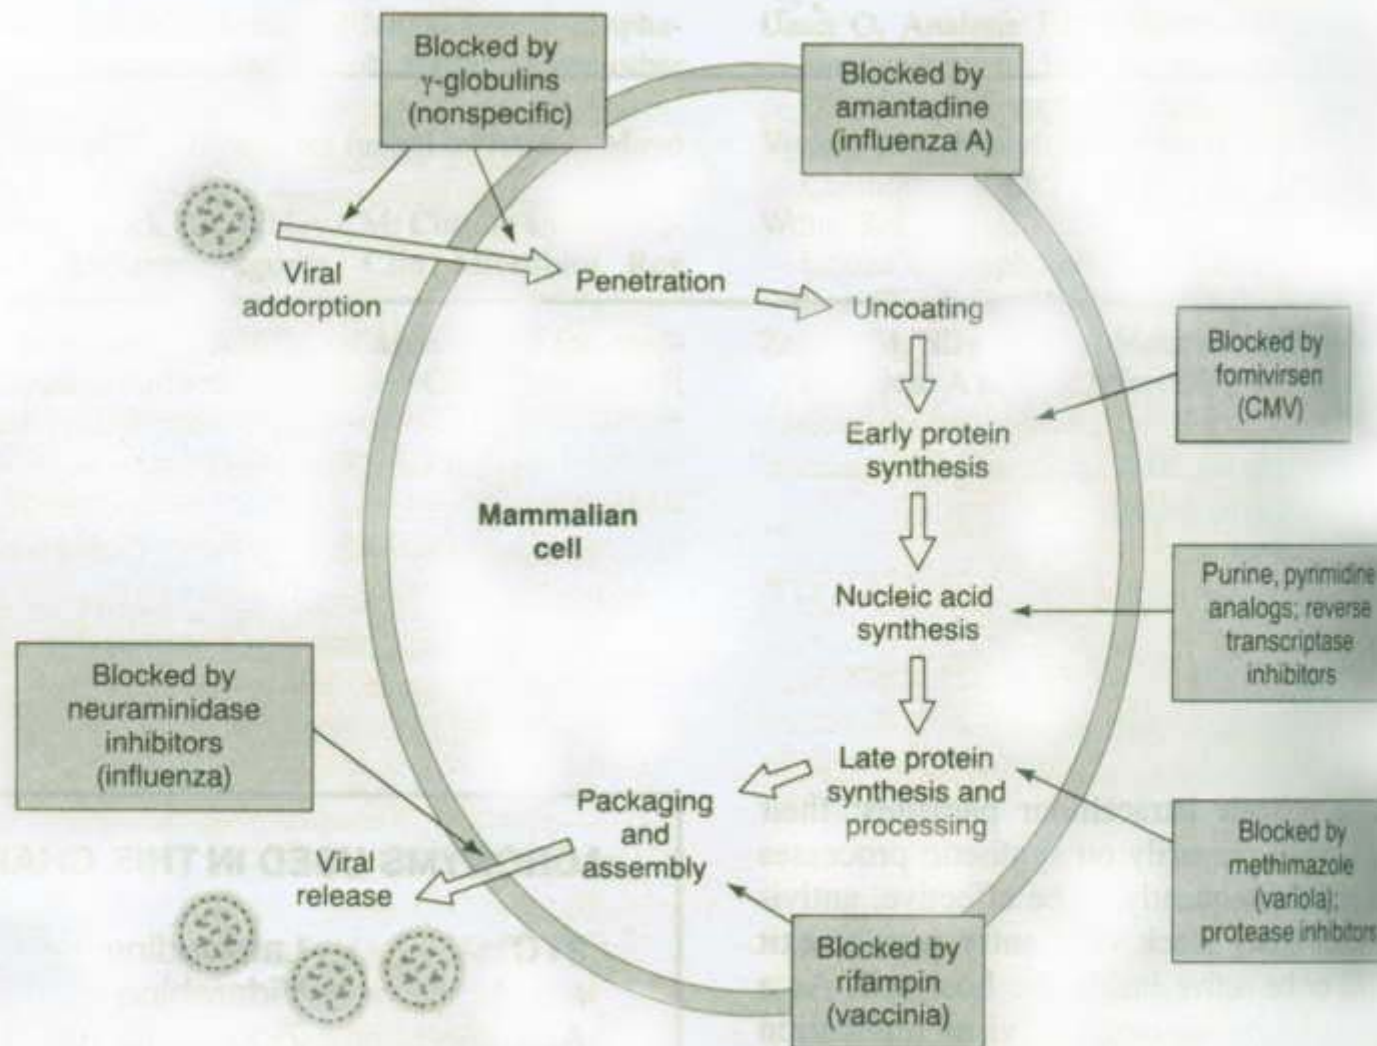 Blocked by
γ-globulins
(nonspecific)
Blocked by
amantadine
(influenza A)
Viral
addorption
Penetration
Uncoating
Blocked by
fomivirsen
(CMV)
Early protein
synthesis
Mammalian
cell
Nucleic acid
synthesis
Purine, pyrimidine
analogs; reverse
transcriptase
inhibitors
Blocked by
neuraminidase
inhibitors
(influenza)
Late protein
synthesis and
processing
Packaging
and
assembly
Blocked by
methimazole
(variola);
protease inhibitors
Viral
release
Blocked by
rifampin
(vaccinia)